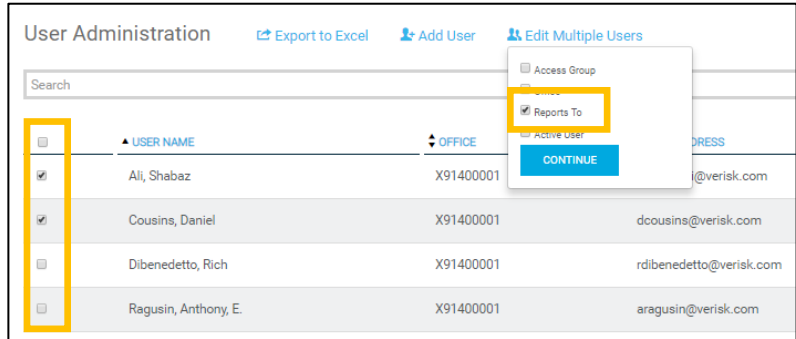 User Administration Export to Excel Add User Edit Multiple Users
Access Group
Search
Reports To
Active User
USER NAME OFFICE DRESS
CONTINUE
Ali, Shabaz X91400001 i@verisk.com
Cousins, Daniel X91400001 dcousins@verisk.com
Dibenedetto, Rich X91400001 rdibenedetto@verisk.com
Ragusin, Anthony, E. X91400001 aragusin@verisk.com